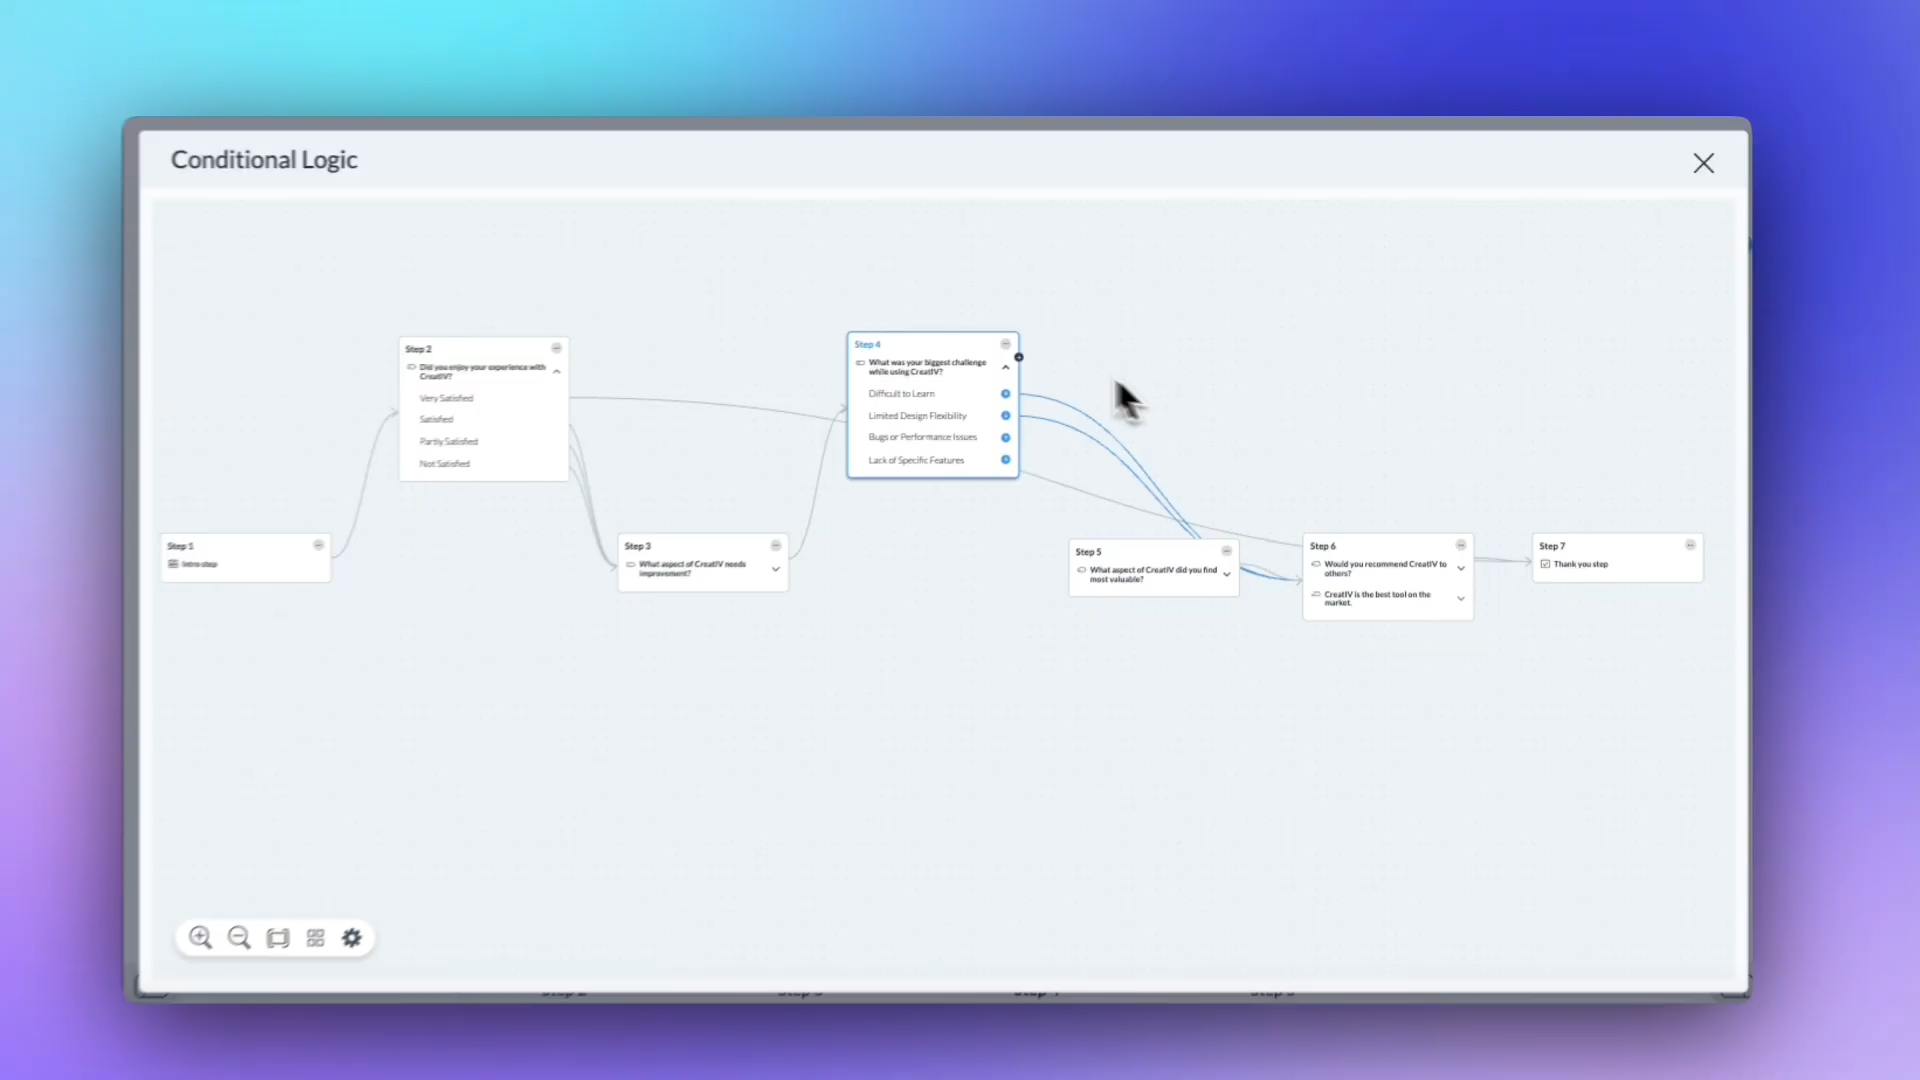 Conditional Logic
Step 2
Did you enjoy your experience with
CreatIV?
Very Satisfied
Satisfied
Partly Satisfied
Not Satisfied
Step 4
What was your biggest challenge
while using CreatIV?
Difficult to Learn
Limited Design Flexibility
Bugs or Performance Issues
Lack of Specific Features
Step 1
Intro step
Step 3
What aspect of CreatIV needs
improvement?
Step 5
What aspect of CreatIV did you find
most valuable?
Step 6
Would you recommend CreatIV to
others?
CreatIV is the best tool on the
market.
Step 7
Thank you step